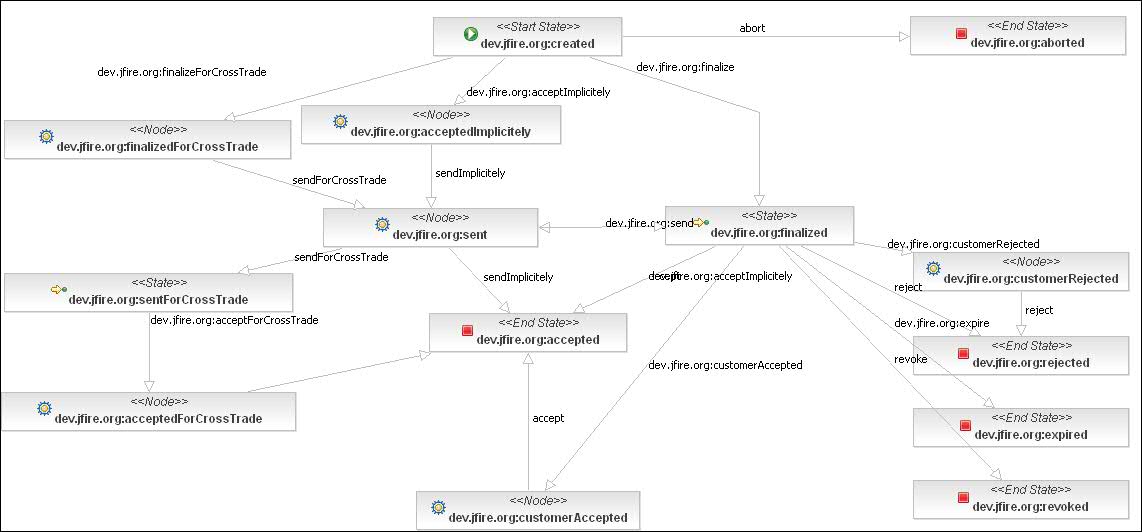 <<Start State>>
dev.jfire.org:created
abort
<<End State>>
dev.jfire.org:aborted
dev.jfire.org:finalizeForCrossTrade
dev.jfire.org:acceptImplicitely
dev.jfire.org:finalize
<<Node>>
dev.jfire.org:finalizedForCrossTrade
<<Node>>
dev.jfire.org:acceptedImplicitely
sendForCrossTrade
sendImplicitely
<<Node>>
dev.jfire.org:sent
dev.jfire.org:send
<<State>>
dev.jfire.org:finalized
dev.jfire.org:customerRejected
<<Node>>
dev.jfire.org:customerRejected
sendForCrossTrade
sendImplicitely
dev.jfire.org:acceptImplicitely
reject
<<State>>
dev.jfire.org:sentForCrossTrade
dev.jfire.org:acceptForCrossTrade
<<End State>>
dev.jfire.org:accepted
dev.jfire.org:expire
reject
<<End State>>
dev.jfire.org:rejected
revoke
dev.jfire.org:customerAccepted
<<Node>>
dev.jfire.org:acceptedForCrossTrade
accept
<<End State>>
dev.jfire.org:expired
<<Node>>
dev.jfire.org:customerAccepted
<<End State>>
dev.jfire.org:revoked